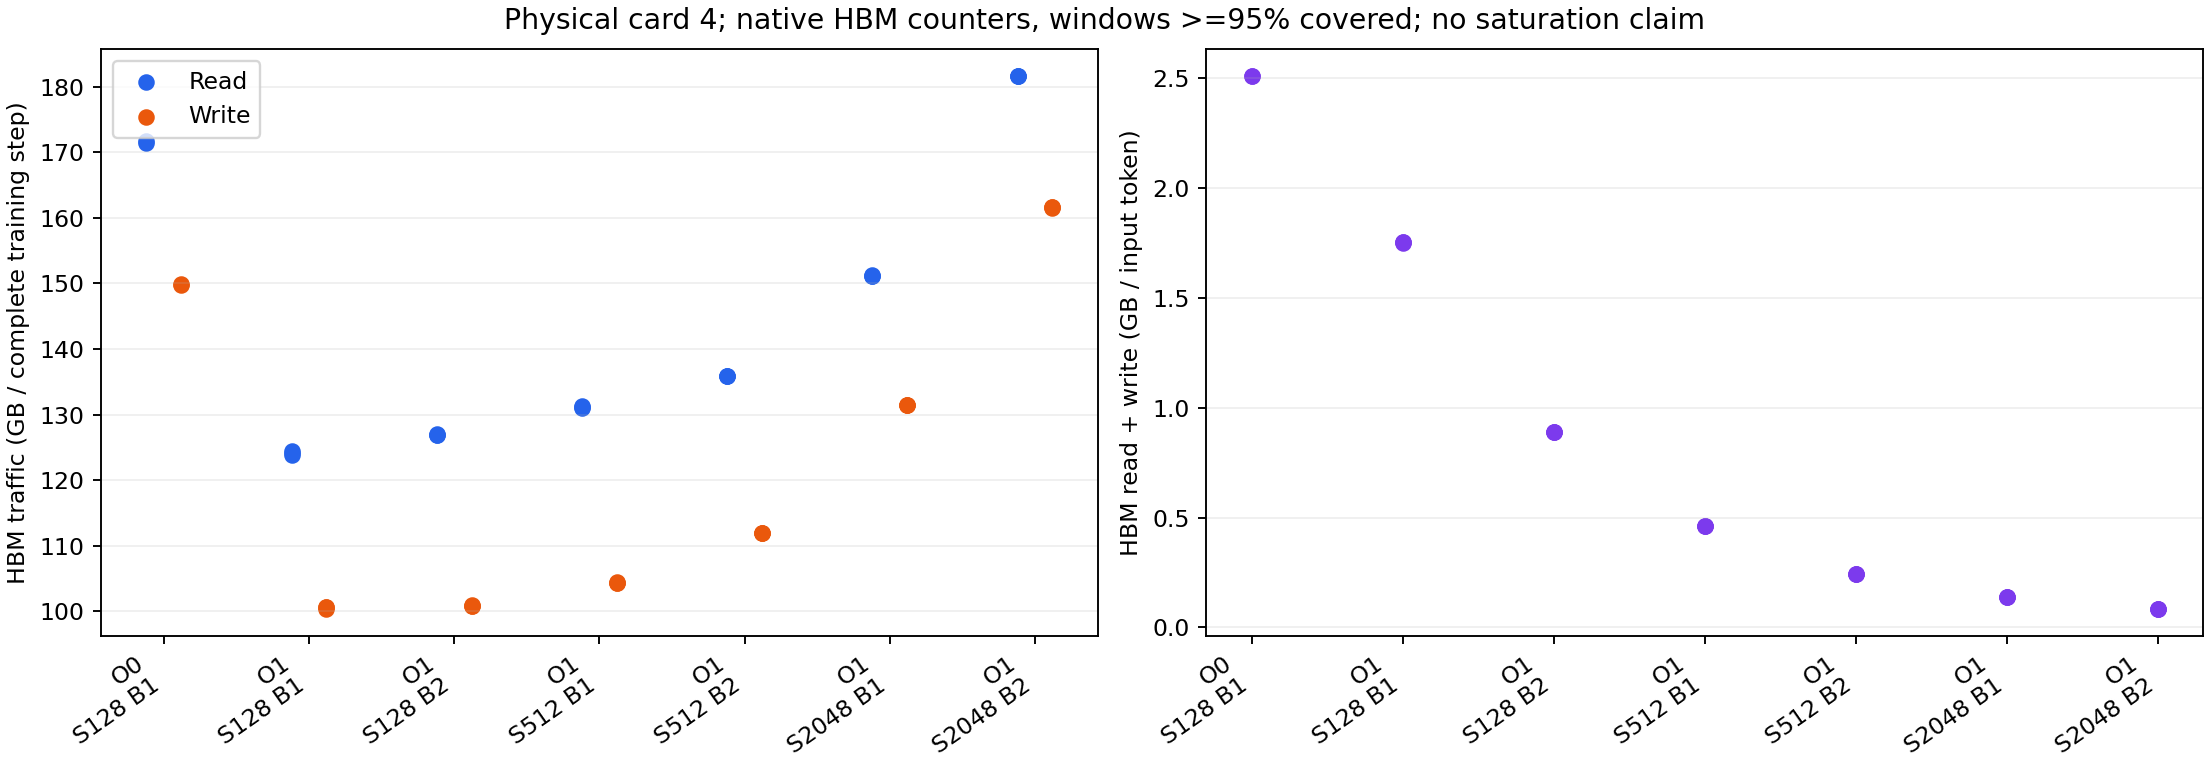 Physical card 4; native HBM counters, windows >=95% covered; no saturation claim
HBM traffic (GB / complete training step)
180
170
160
150
140
130
120
110
100
Read
Write
O0
S128 B1
O1
S128 B1
O1
S128 B2
O1
S512 B1
O1
S512 B2
O1
S2048 B1
O1
S2048 B2
HBM read + write (GB / input token)
2.5
2.0
1.5
1.0
0.5
0.0
O0
S128 B1
O1
S128 B1
O1
S128 B2
O1
S512 B1
O1
S512 B2
O1
S2048 B1
O1
S2048 B2